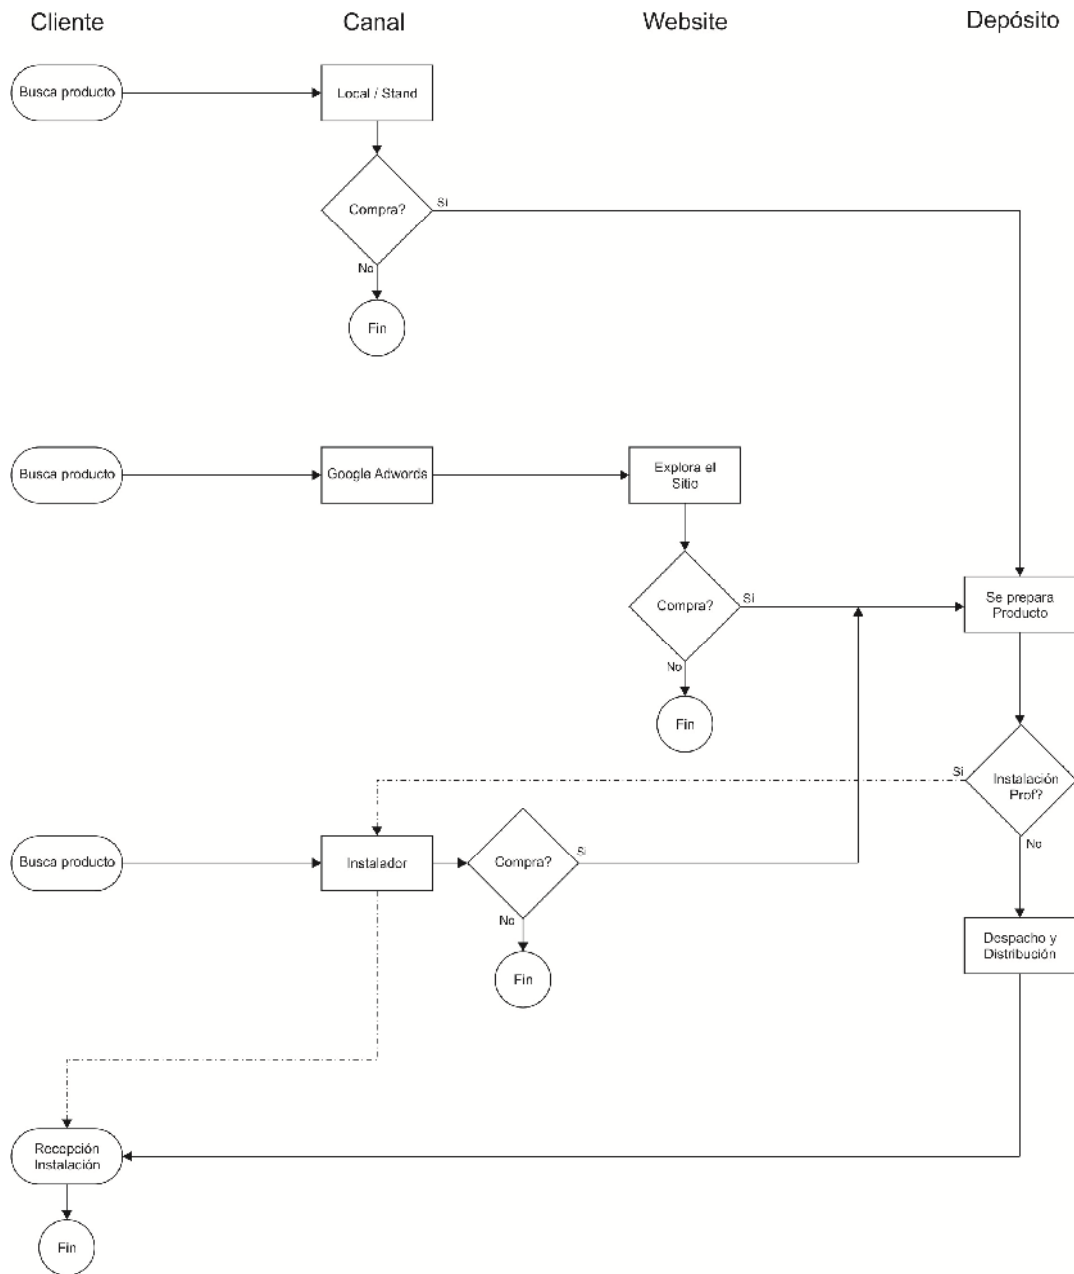 Cliente
Canal
Website
Depósito
Busca producto
Local / Stand
Compra?
Si
No
Fin
Busca producto
Google Adwords
Explora el
Sitio
Compra?
Si
No
Fin
Se prepara
Producto
Instalación
Prof?
Si
No
Busca producto
Instalador
Compra?
Si
No
Fin
Despacho y
Distribución
Recepción
Instalación
Fin